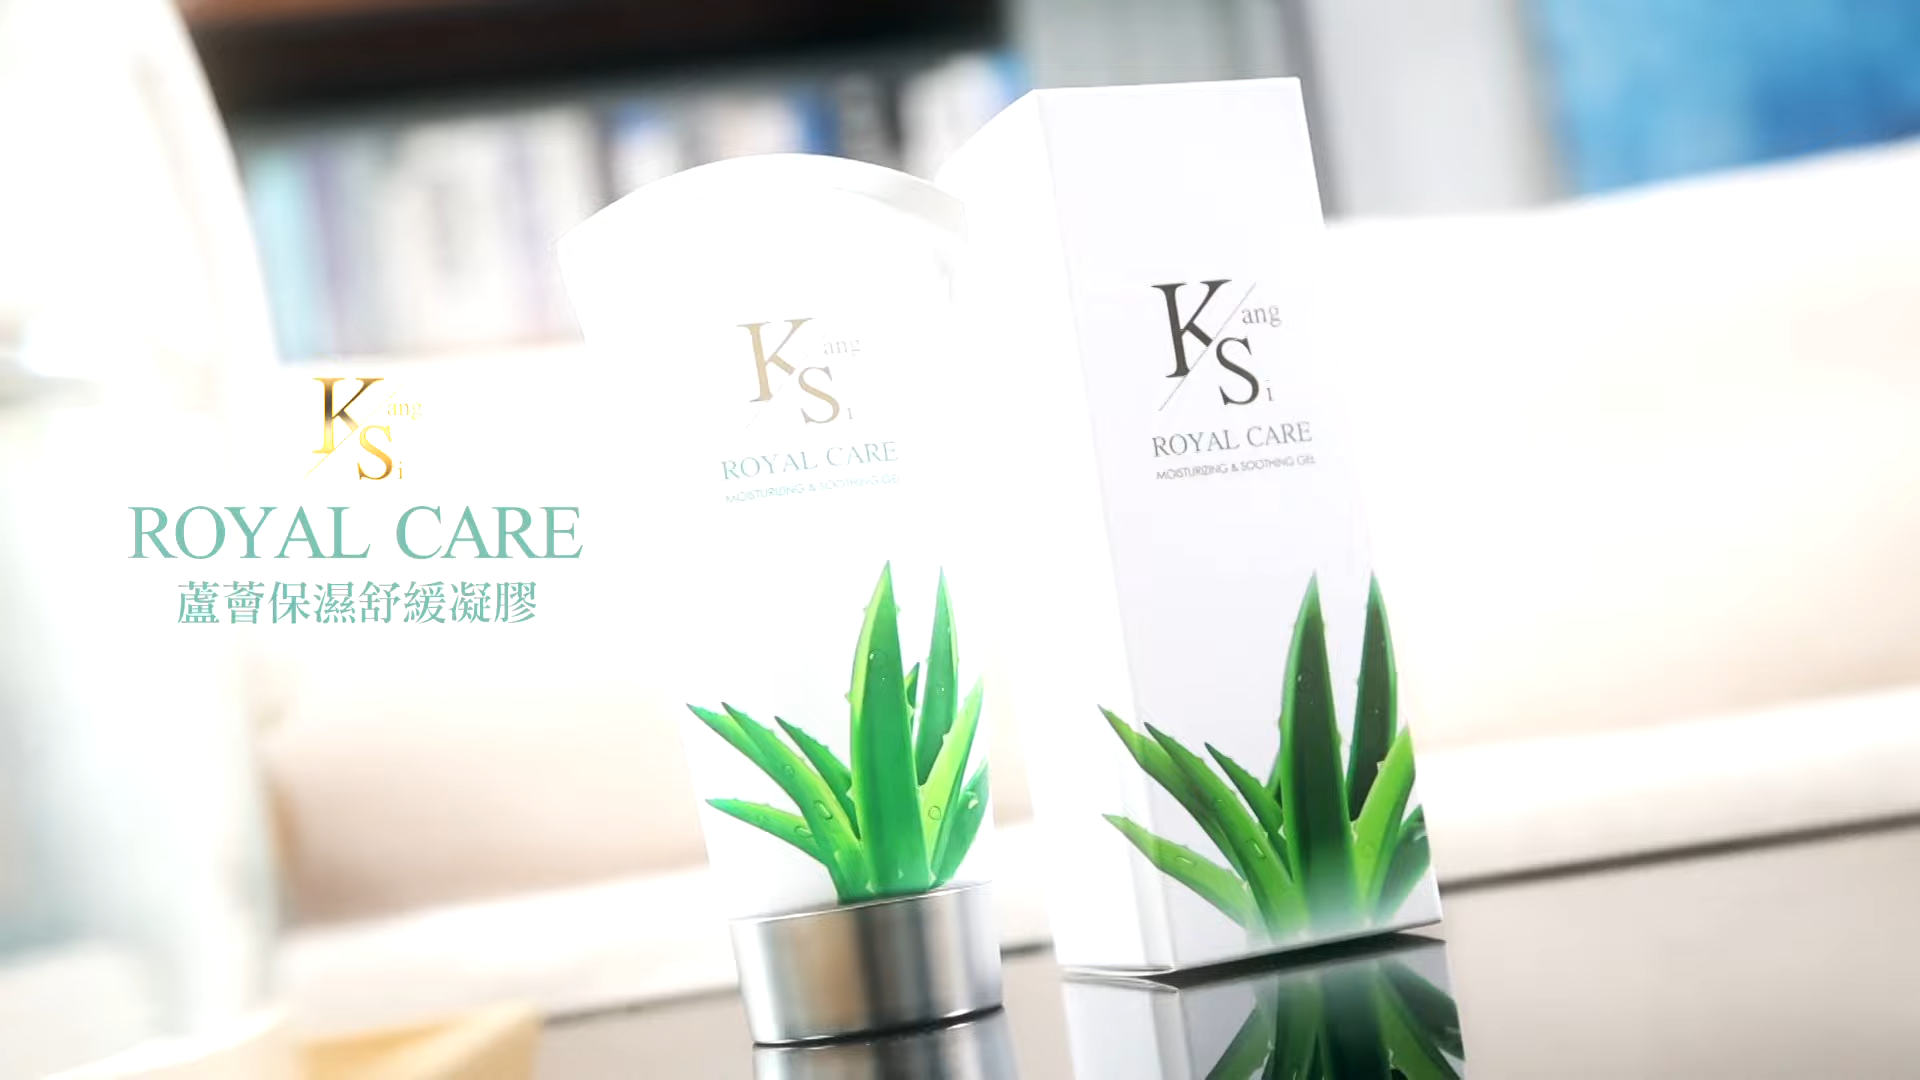 Kang
Si
ROYAL CARE
蘆薈保濕舒緩凝膠
Kang
Si
ROYAL CARE
MOISTURIZING & SOOTHING GEL
Kang
Si
ROYAL CARE
MOISTURIZING & SOOTHING GEL